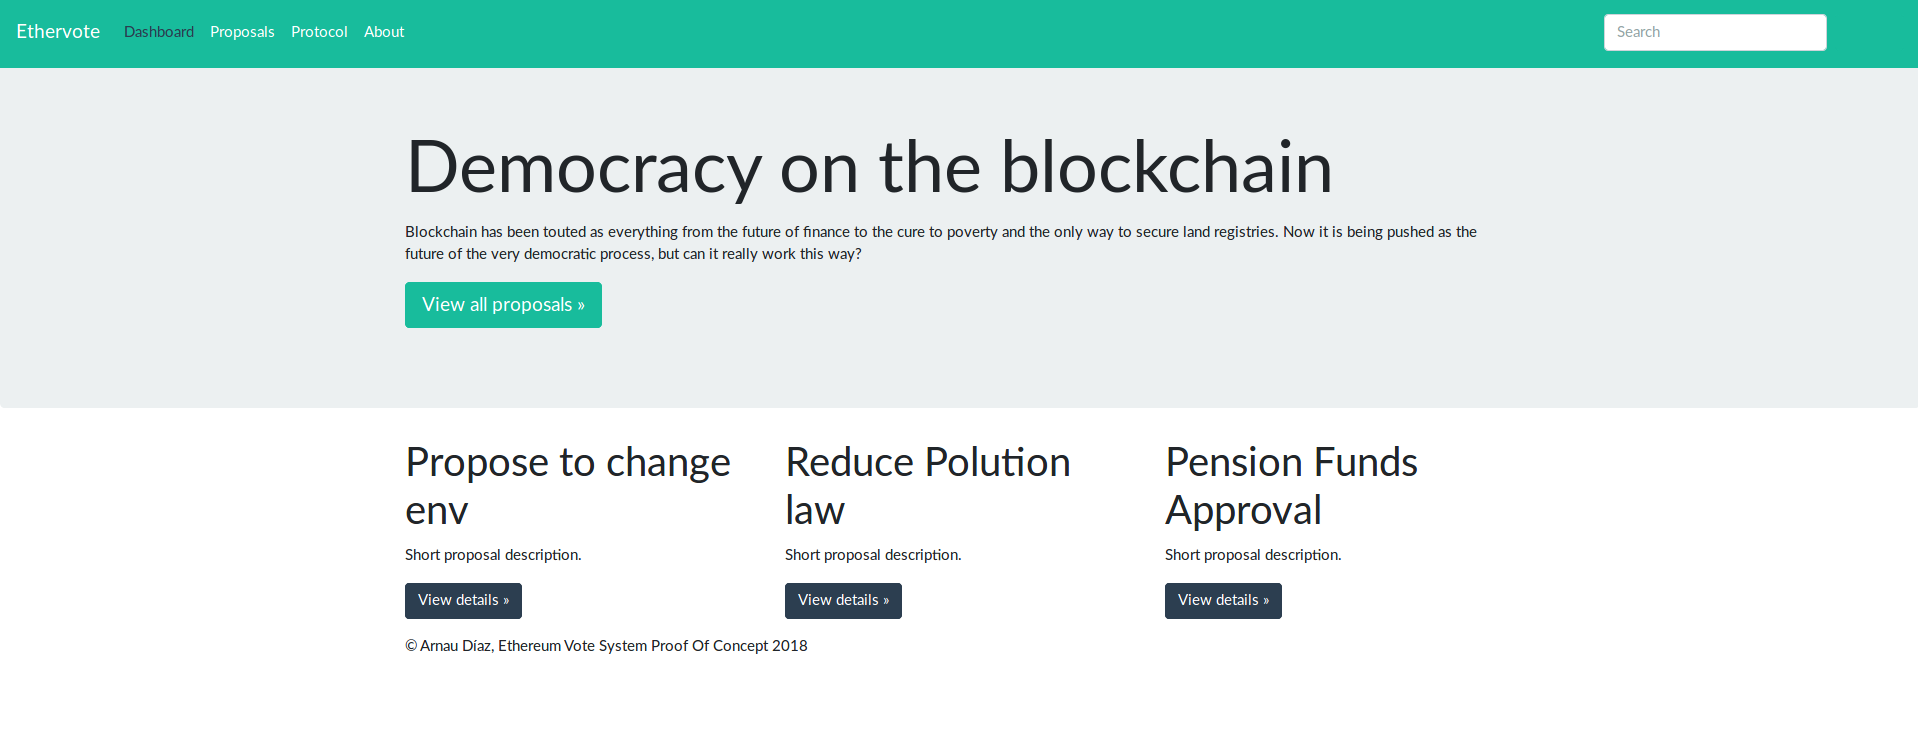 Ethervote Dashboard Proposals Protocol About Search
Democracy on the blockchain
Blockchain has been touted as everything from the future of finance to the cure to poverty and the only way to secure land registries. Now it is being pushed as the
future of the very democratic process, but can it really work this way?
View all proposals »
Propose to change
env
Short proposal description.
View details »
Reduce Polution
law
Short proposal description.
View details »
Pension Funds
Approval
Short proposal description.
View details »
© Arnau Díaz, Ethereum Vote System Proof Of Concept 2018